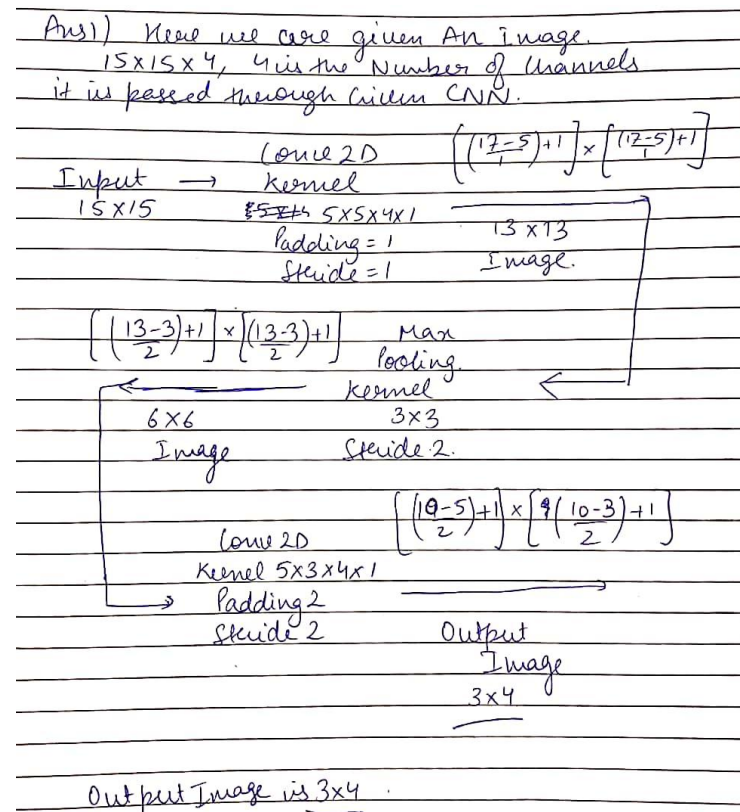 Ans1) Here we are given An Image.
15x15x4, 4 is the Number of Channels
it is passed through Given CNN.
Conv 2D [((17-5)/1)+1] x [((17-5)/1)+1]
Input → Kernel
15x15 5x5x4x1
Padding = 1 13 x 13
Stride = 1 Image.
[((13-3)/2)+1] x [((13-3)/2)+1] Max
Pooling
Kernel
6x6 3x3
Image Stride 2.
[((10-5)/2)+1] x [((10-3)/2)+1]
Conv 2D
Kernel 5x3x4x1
Padding 2
Stride 2 Output
Image
3x4
Output Image is 3x4.